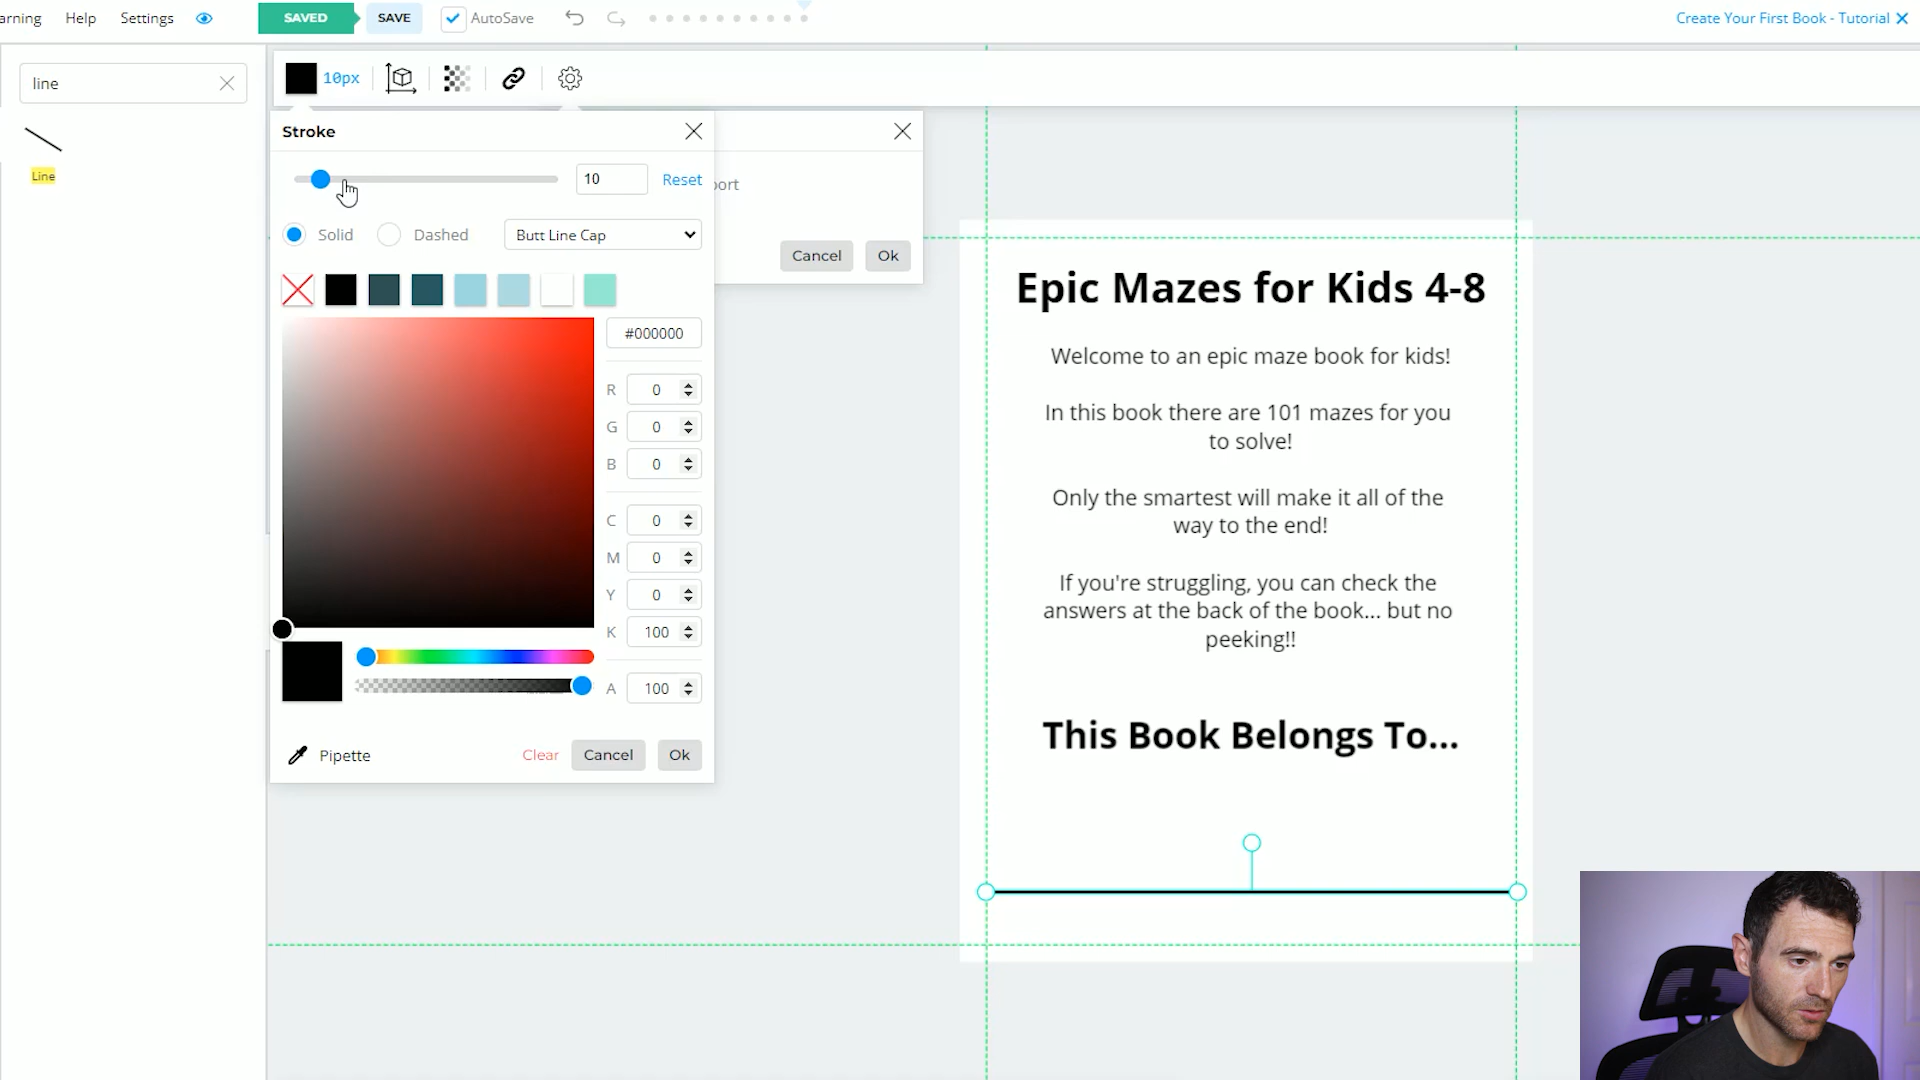 arning
Help
Settings
SAVED
SAVE
AutoSave
Create Your First Book - Tutorial
line
Line
10px
Stroke
10
Reset
port
Solid
Dashed
Butt Line Cap
Cancel
Ok
#000000
R 0
G 0
B 0
C 0
M 0
Y 0
K 100
A 100
Pipette
Clear
Cancel
Ok
Epic Mazes for Kids 4-8
Welcome to an epic maze book for kids!
In this book there are 101 mazes for you
to solve!
Only the smartest will make it all of the
way to the end!
If you're struggling, you can check the
answers at the back of the book... but no
peeking!!
This Book Belongs To...